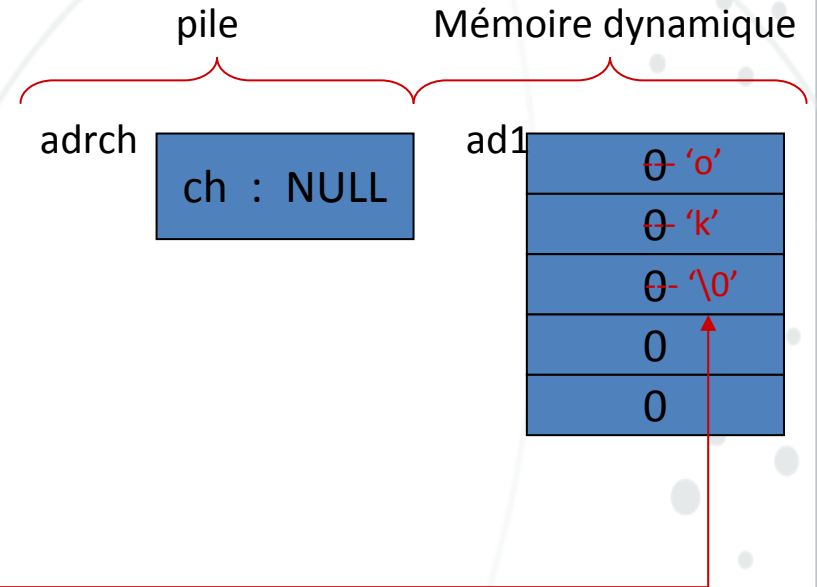 pile Mémoire dynamique
adrch ad1
ch : NULL
0 ‘o’
0 ‘k’
0 ‘\0’
0
0